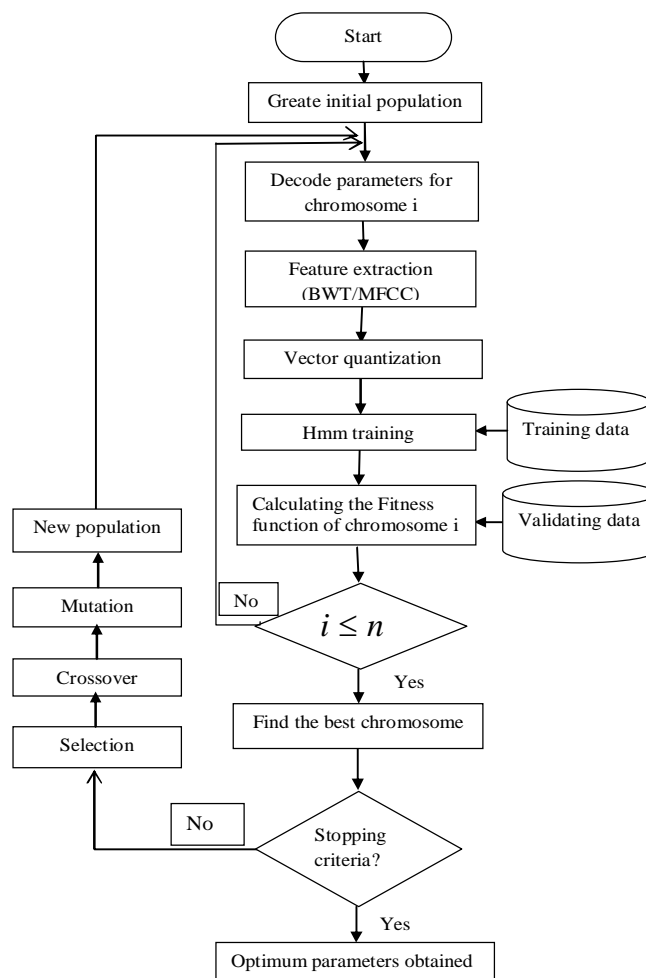 Start
Greate initial population
Decode parameters for
chromosome i
Feature extraction
(BWT/MFCC)
Vector quantization
Hmm training
Training data
Calculating the Fitness
function of chromosome i
Validating data
New population
No
i ≤ n
Mutation
Yes
Crossover
Find the best chromosome
Selection
No
Stopping
criteria?
Yes
Optimum parameters obtained